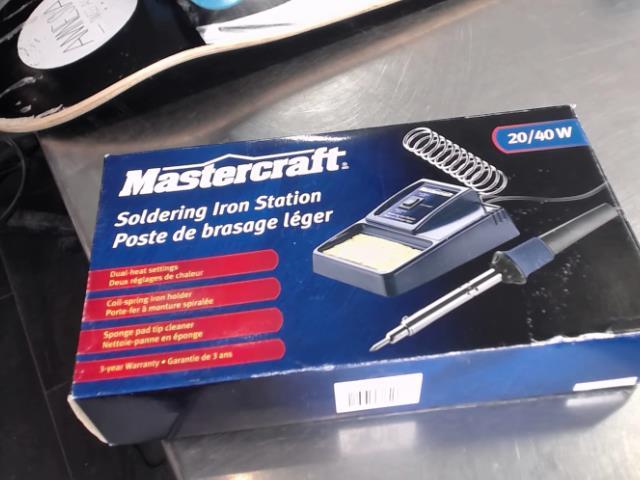 Mastercraft
20/40 W
Soldering Iron Station
Poste de brasage léger
Dual-heat settings
Deux réglages de chaleur
Coil-spring iron holder
Porte-fer à monture spiralée
Sponge pad tip cleaner
Nettoie-panne en éponge
3-year Warranty • Garantie de 3 ans